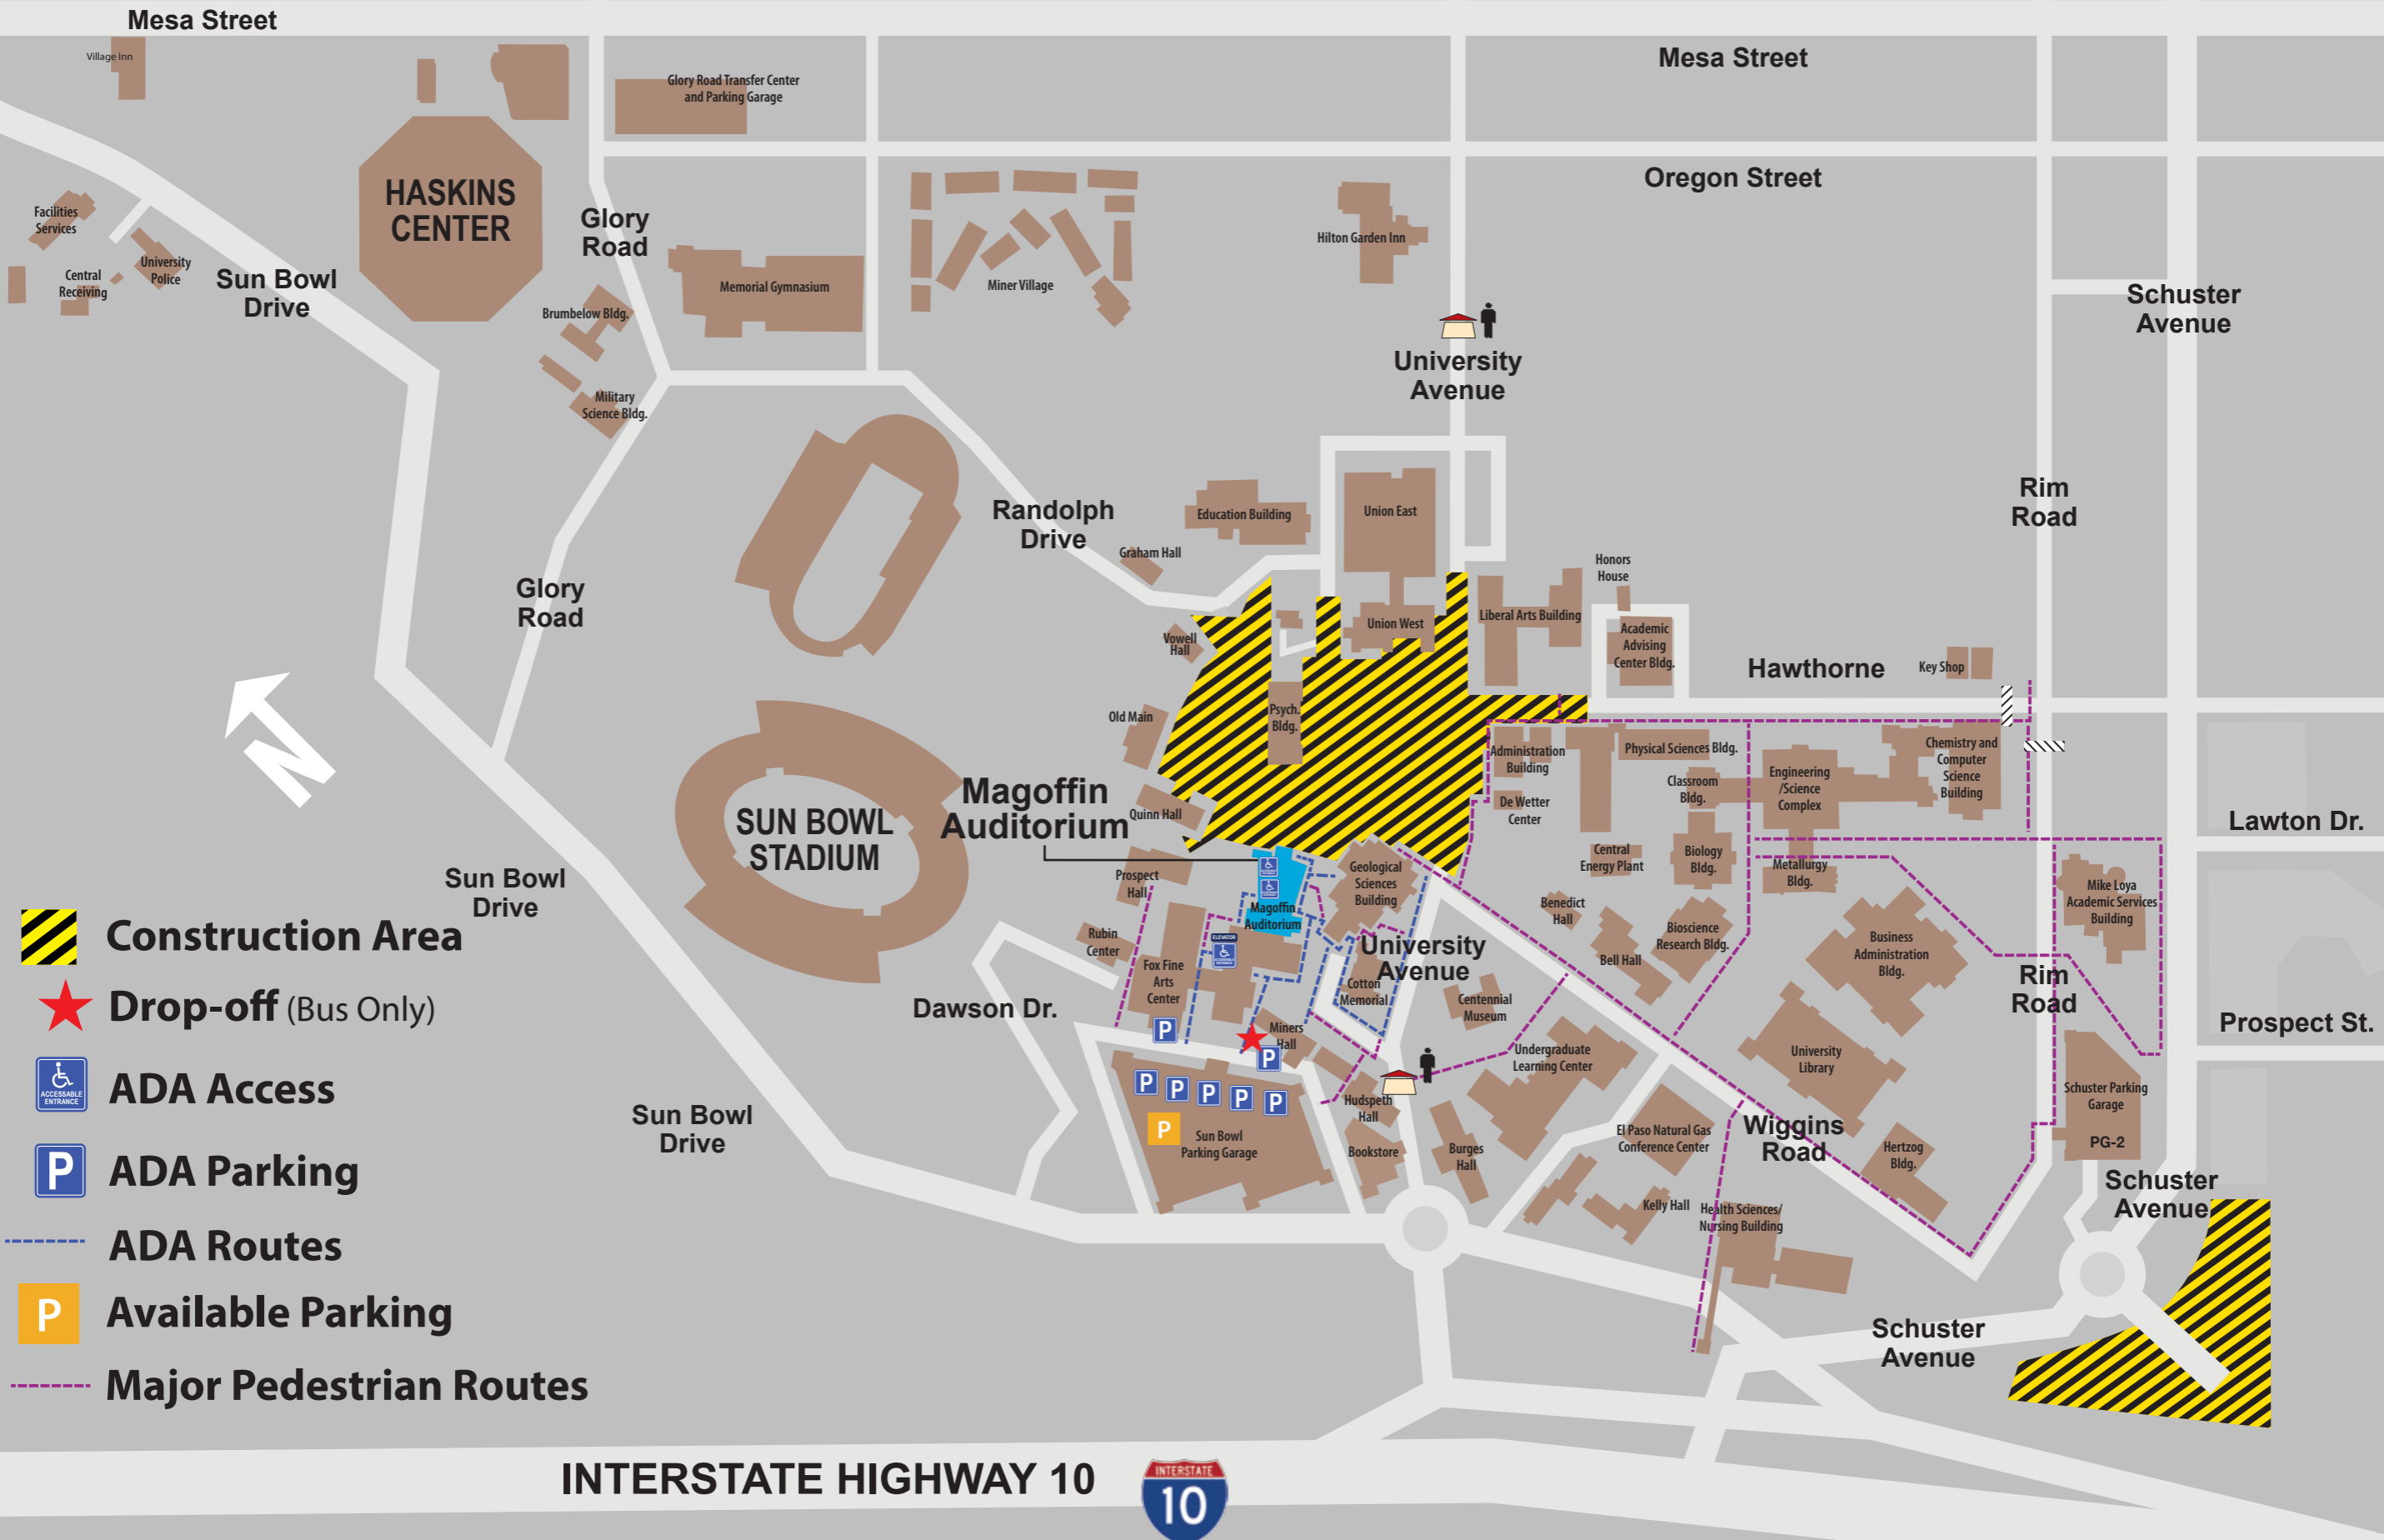 Mesa Street
Mesa Street
Village Inn
Glory Road Transfer Center
and Parking Garage
Oregon Street
HASKINS
CENTER
Glory
Road
Facilities
Services
Central
Receiving
University
Police
Sun Bowl
Drive
Brumbelow Bldg.
Memorial Gymnasium
Miner Village
Hilton Garden Inn
Schuster
Avenue
University
Avenue
Military
Science Bldg.
Randolph
Drive
Education Building
Union East
Rim
Road
Graham Hall
Honors
House
Glory
Road
Vowell
Hall
Union West
Liberal Arts Building
Academic
Advising
Center Bldg.
Hawthorne
Key Shop
N
Old Main
Psych.
Bldg.
Administration
Building
Physical Sciences Bldg.
Chemistry and
Computer
Science
Building
Classroom
Bldg.
Engineering
/Science
Complex
De Wetter
Center
Magoffin
Auditorium
Quinn Hall
SUN BOWL
STADIUM
Lawton Dr.
Sun Bowl
Drive
Prospect
Hall
Geological
Sciences
Building
Central
Energy Plant
Biology
Bldg.
Metallurgy
Bldg.
Mike Loya
Academic Services
Building
Magoffin
Auditorium
Benedict
Hall
Bioscience
Research Bldg.
Business
Administration
Bldg.
Rubin
Center
ELEVATOR
University
Avenue
Bell Hall
Fox Fine
Arts
Center
Cotton
Memorial
Centennial
Museum
Rim
Road
Dawson Dr.
Prospect St.
P
Miners
Hall
P
Undergraduate
Learning Center
University
Library
P
P
P
P
P
P
Sun Bowl
Parking Garage
Hudspeth
Hall
Bookstore
Burges
Hall
El Paso Natural Gas
Conference Center
Wiggins
Road
Hertzog
Bldg.
Schuster Parking
Garage
PG-2
Sun Bowl
Drive
Kelly Hall
Health Sciences/
Nursing Building
Schuster
Avenue
Schuster
Avenue
Construction Area
Drop-off (Bus Only)
ACCESSABLE
ENTRANCE
ADA Access
P
ADA Parking
ADA Routes
P
Available Parking
Major Pedestrian Routes
INTERSTATE HIGHWAY 10
INTERSTATE
10